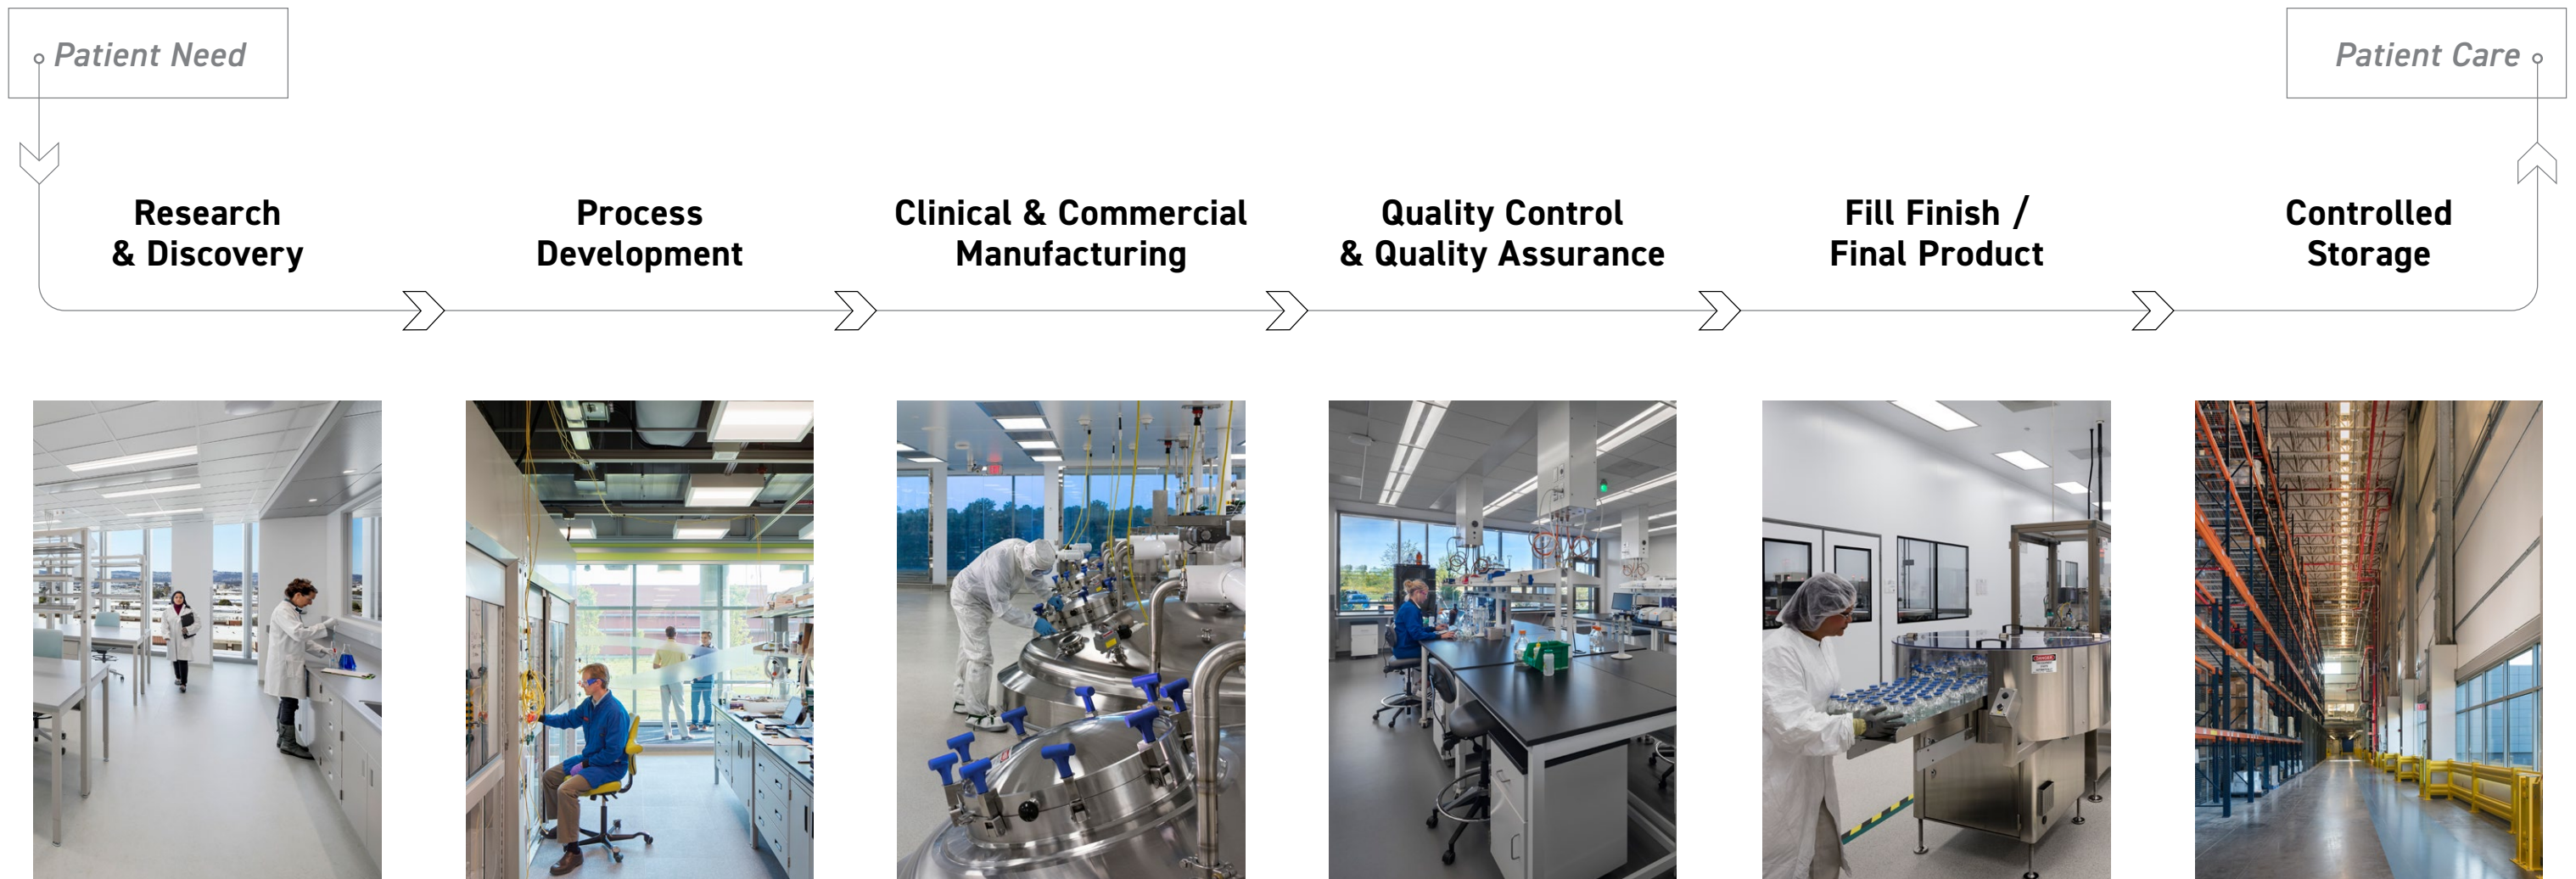 Patient Need
Patient Care
Research
& Discovery
Process
Development
Clinical & Commercial
Manufacturing
Quality Control
& Quality Assurance
Fill Finish /
Final Product
Controlled
Storage